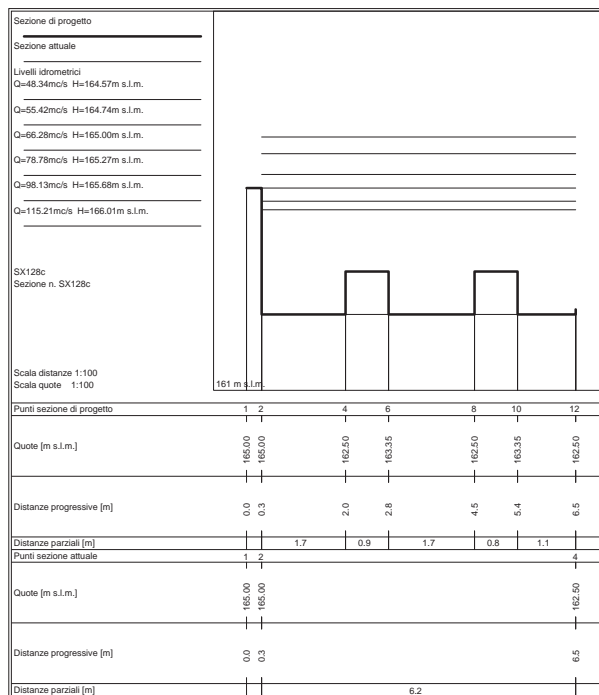 Sezione di progetto
Sezione attuale
Livelli idrometrici
Q=48.34mc/s H=164.57m s.l.m.
Q=55.42mc/s H=164.74m s.l.m.
Q=66.28mc/s H=165.00m s.l.m.
Q=78.78mc/s H=165.27m s.l.m.
Q=98.13mc/s H=165.68m s.l.m.
Q=115.21mc/s H=166.01m s.l.m.
SX128c
Sezione n. SX128c
Scala distanze 1:100
Scala quote 1:100
161 m s.l.m.
Punti sezione di progetto 1 2 4 6 8 10 12
Quote [m s.l.m.] 165.00 165.00 162.50 163.35 162.50 163.35 162.50
Distanze progressive [m] 0.0 0.3 2.0 2.8 4.5 5.4 6.5
Distanze parziali [m] 1.7 0.9 1.7 0.8 1.1
Punti sezione attuale 1 2 4
Quote [m s.l.m.] 165.00 165.00 162.50
Distanze progressive [m] 0.0 0.3 6.5
Distanze parziali [m] 6.2